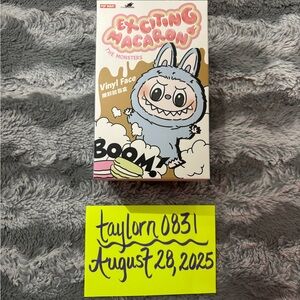 POP MART
EXCITING
MACARON
THE MONSTERS
Vinyl Face
BOOM!
taylorn0831
August 28, 2025